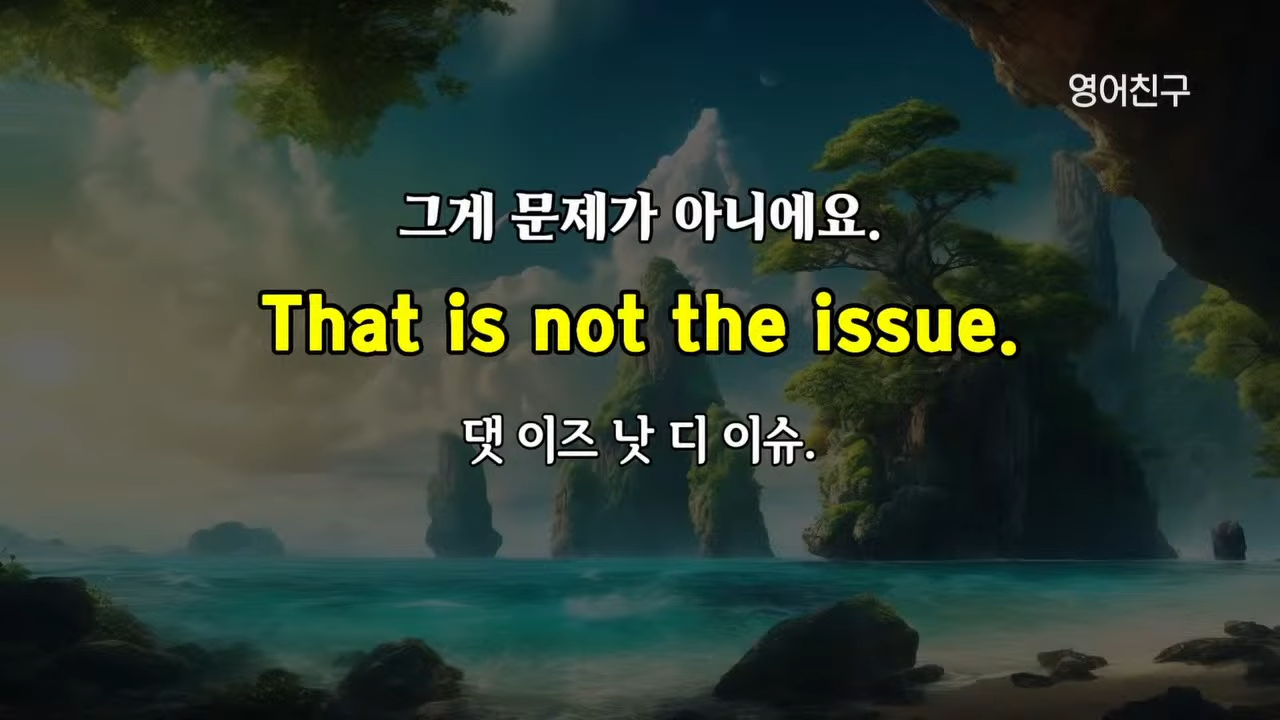 영어친구
그게 문제가 아니에요.
That is not the issue.
댓 이즈 낫 디 이슈.